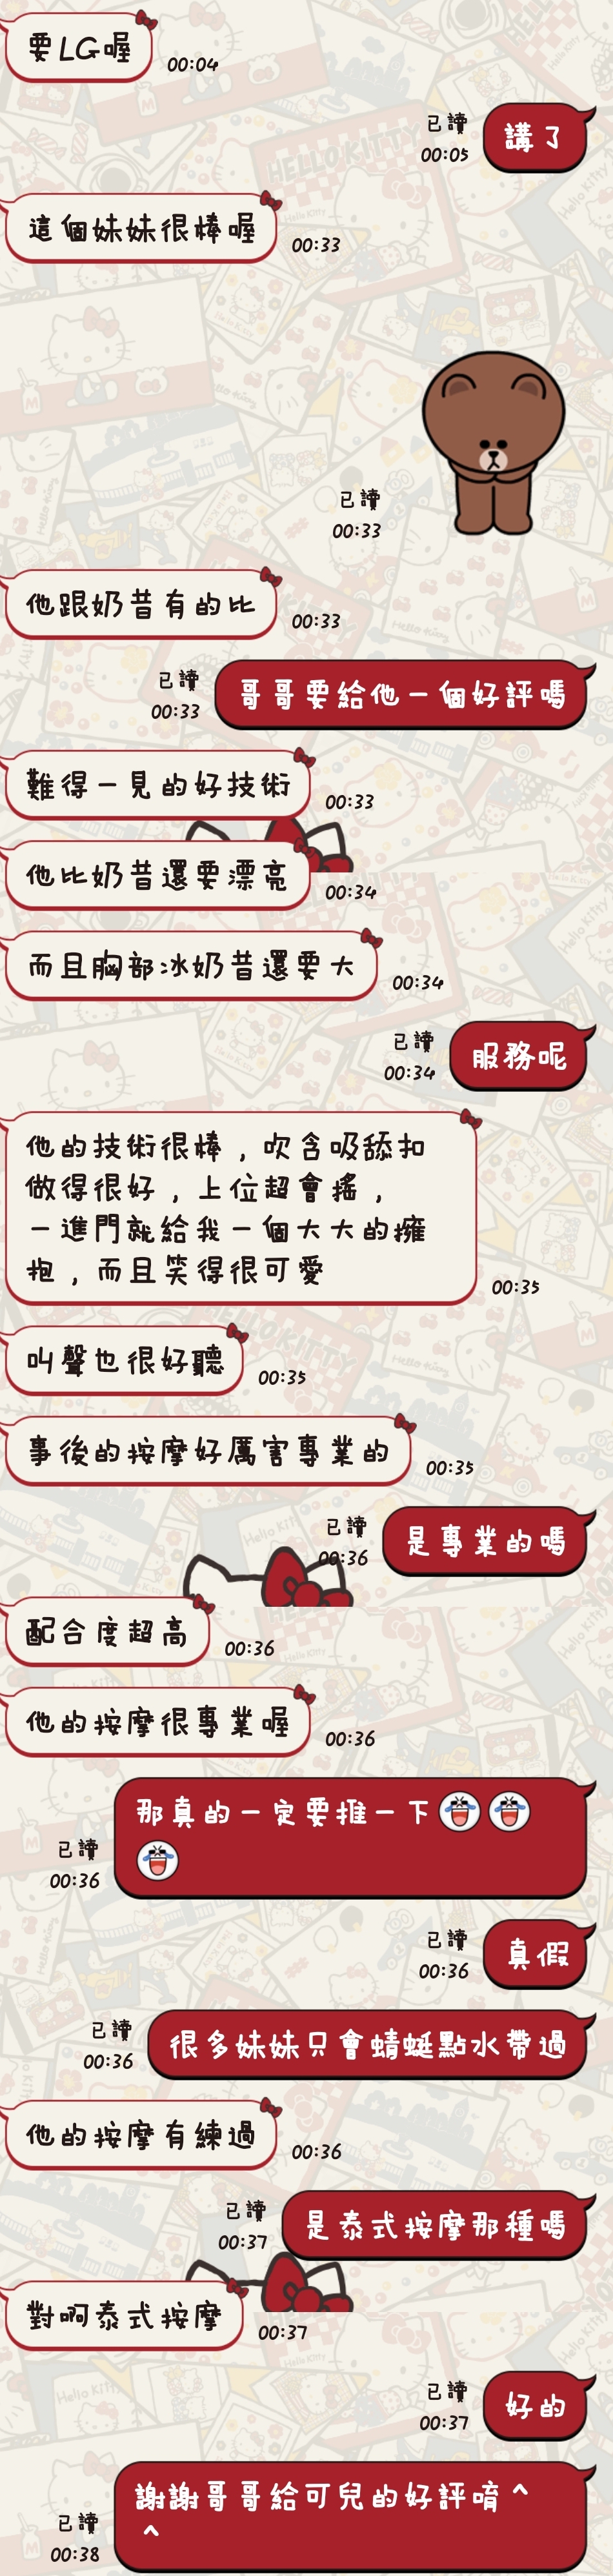 要LG喔
00:04
已讀
00:05
講了
這個妹妹很棒喔
00:33
已讀
00:33
他跟奶昔有的比
00:33
已讀
00:33
哥哥要給他一個好評嗎
難得一見的好技術
00:33
他比奶昔還要漂亮
00:34
而且胸部冰奶昔還要大
00:34
已讀
00:34
服務呢
他的技術很棒，吹含吸舔扣
做得很好，上位超會搖，
一進門就給我一個大大的擁
抱，而且笑得很可愛
00:35
叫聲也很好聽
00:35
事後的按摩好厲害專業的
00:35
已讀
00:36
是專業的嗎
配合度超高
00:36
他的按摩很專業喔
00:36
那真的一定要推一下😂😂
😂
已讀
00:36
已讀
00:36
真假
已讀
00:36
很多妹妹只會蜻蜓點水帶過
他的按摩有練過
00:36
已讀
00:37
是泰式按摩那種嗎
對啊泰式按摩
00:37
已讀
00:37
好的
謝謝哥哥給可兒的好評唷^
^
已讀
00:38